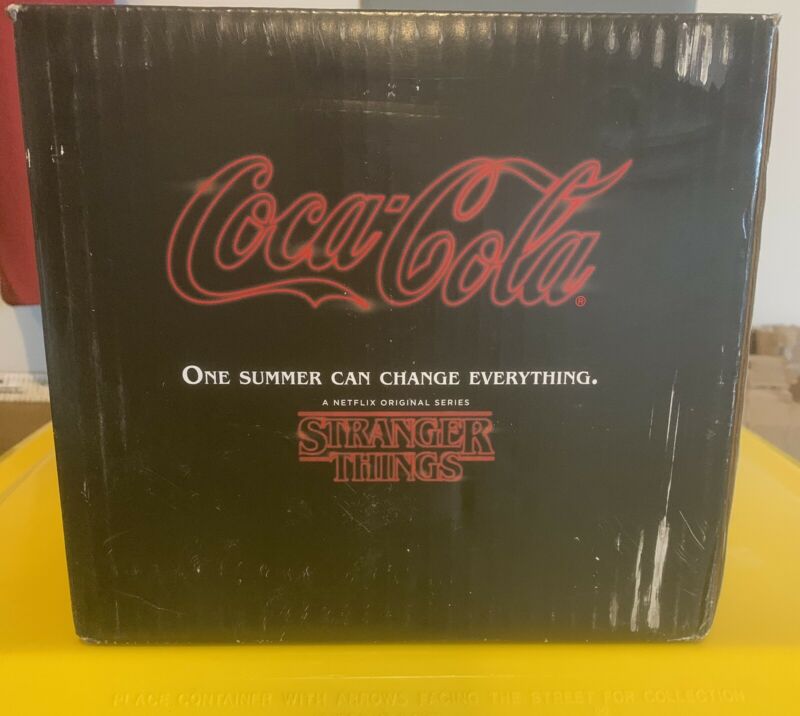 Coca-Cola®
ONE SUMMER CAN CHANGE EVERYTHING.
A NETFLIX ORIGINAL SERIES
STRANGER
THINGS
PLACE CONTAINER WITH ARROWS FACING THE STREET FOR COLLECTION